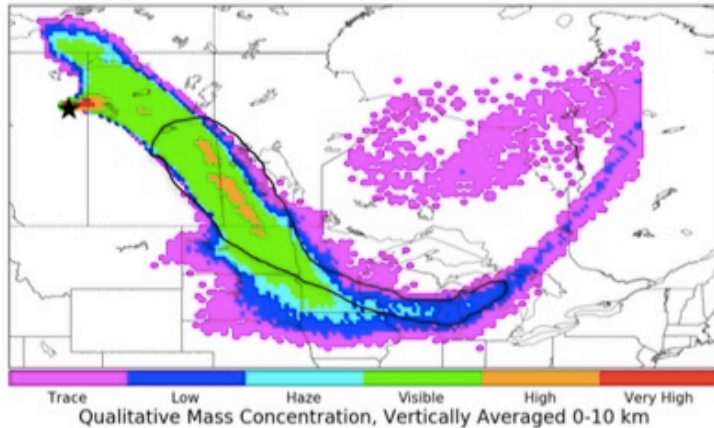 Trace Low Haze Visible High Very High
Qualitative Mass Concentration, Vertically Averaged 0-10 km